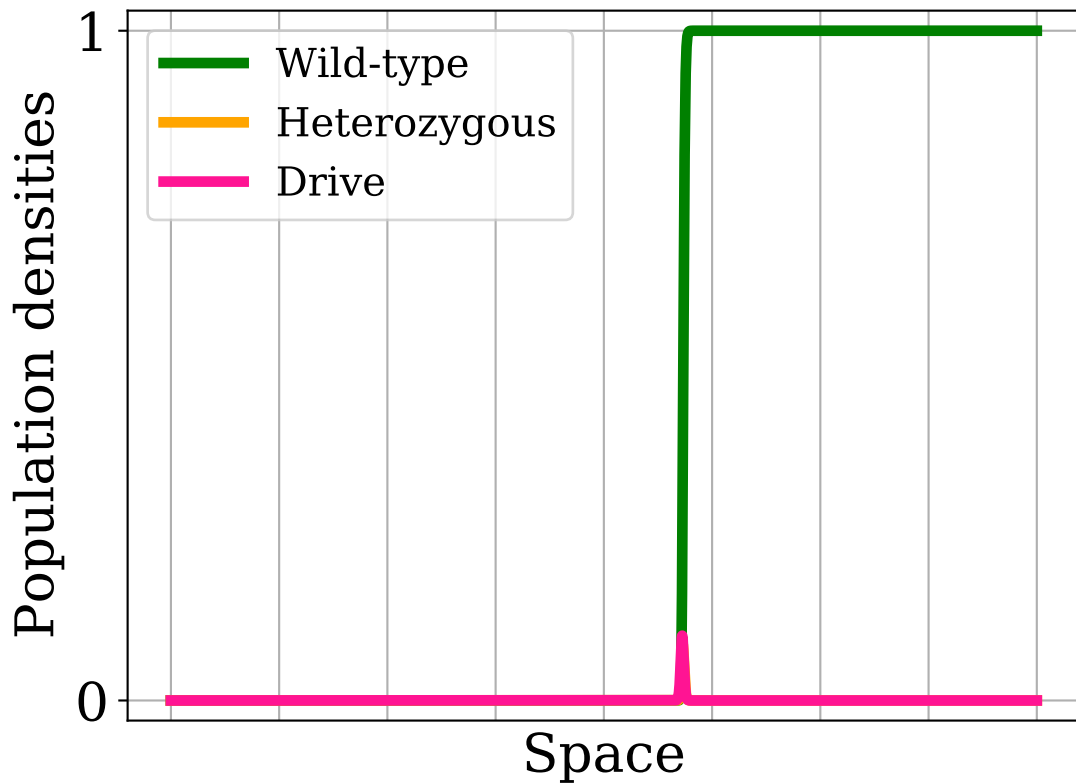 1
Wild-type
Heterozygous
Drive
Population densities
0
Space